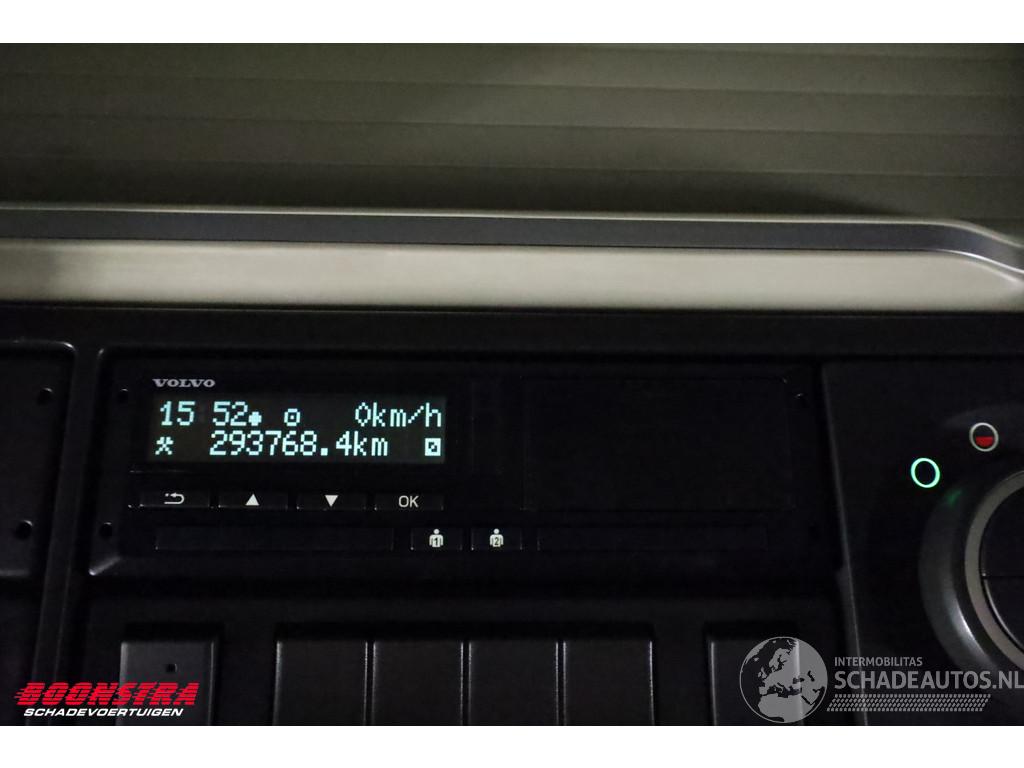 VOLVO
15 52 0km/h
293768.4km
OK
1 2
BOONSTRA
SCHADEVOERTUIGEN
INTERMOBILITAS
SCHADEAUTOS.NL